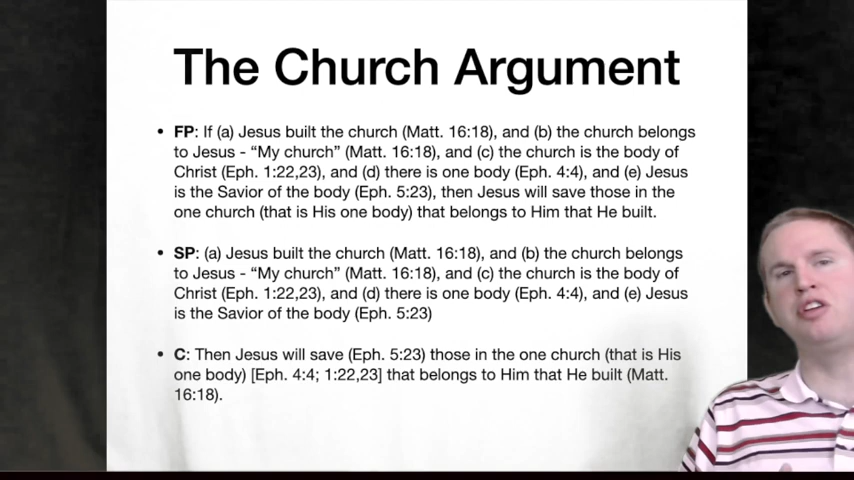 The Church Argument
• FP: If (a) Jesus built the church (Matt. 16:18), and (b) the church belongs
to Jesus - “My church” (Matt. 16:18), and (c) the church is the body of
Christ (Eph. 1:22,23), and (d) there is one body (Eph. 4:4), and (e) Jesus
is the Savior of the body (Eph. 5:23), then Jesus will save those in the
one church (that is His one body) that belongs to Him that He built.
• SP: (a) Jesus built the church (Matt. 16:18), and (b) the church belongs
to Jesus - “My church” (Matt. 16:18), and (c) the church is the body of
Christ (Eph. 1:22,23), and (d) there is one body (Eph. 4:4), and (e) Jesus
is the Savior of the body (Eph. 5:23)
• C: Then Jesus will save (Eph. 5:23) those in the one church (that is His
one body) [Eph. 4:4; 1:22,23] that belongs to Him that He built (Matt.
16:18).